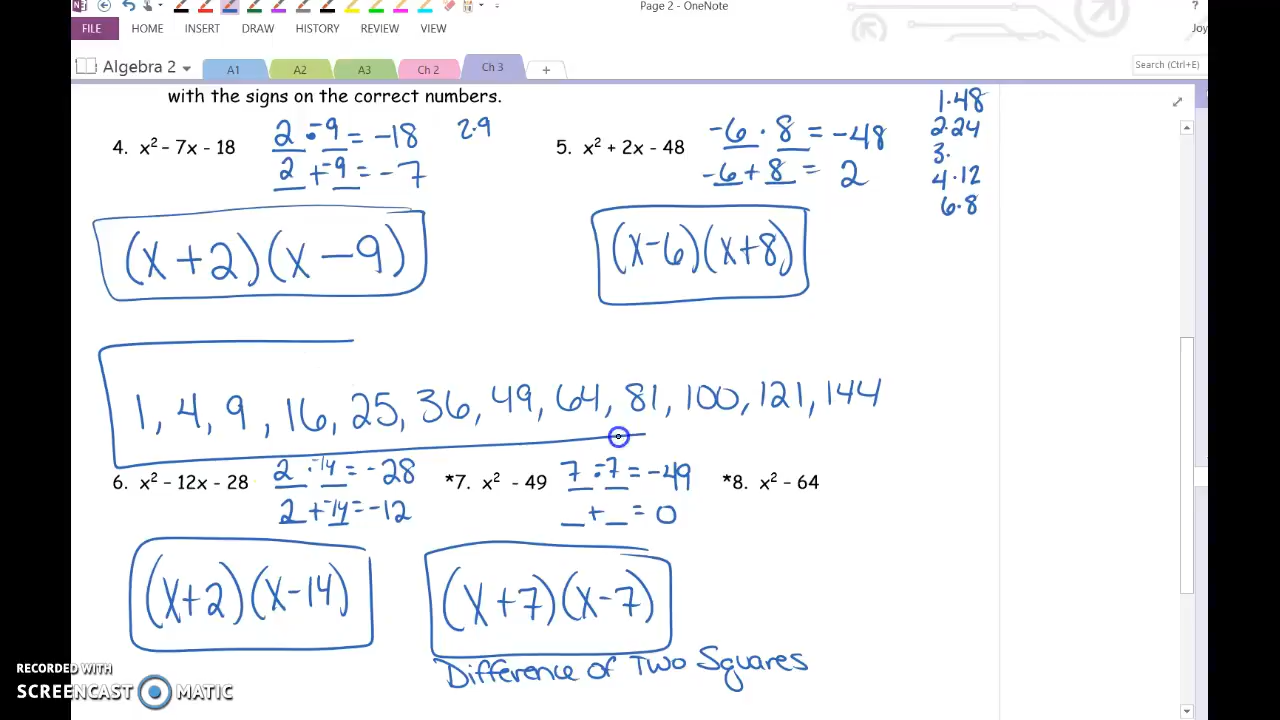 Page 2 - OneNote
?
FILE HOME INSERT DRAW HISTORY REVIEW VIEW
Joy
Algebra 2 A1 A2 A3 Ch 2 Ch 3 +
Search (Ctrl+E)
with the signs on the correct numbers.
4. x² - 7x - 18
2 · -9 = -18
2 + -9 = -7
2·9
(x+2)(x-9)
5. x² + 2x - 48
-6 · 8 = -48
-6 + 8 = 2
1·48
2·24
3·
4·12
6·8
(x-6)(x+8)
1, 4, 9, 16, 25, 36, 49, 64, 81, 100, 121, 144
6. x² - 12x - 28
2 · -14 = -28
2 + -14 = -12
(x+2)(x-14)
*7. x² - 49
7 · -7 = -49
_ + _ = 0
(x+7)(x-7)
Difference of Two Squares
*8. x² - 64
RECORDED WITH
SCREENCAST MATIC